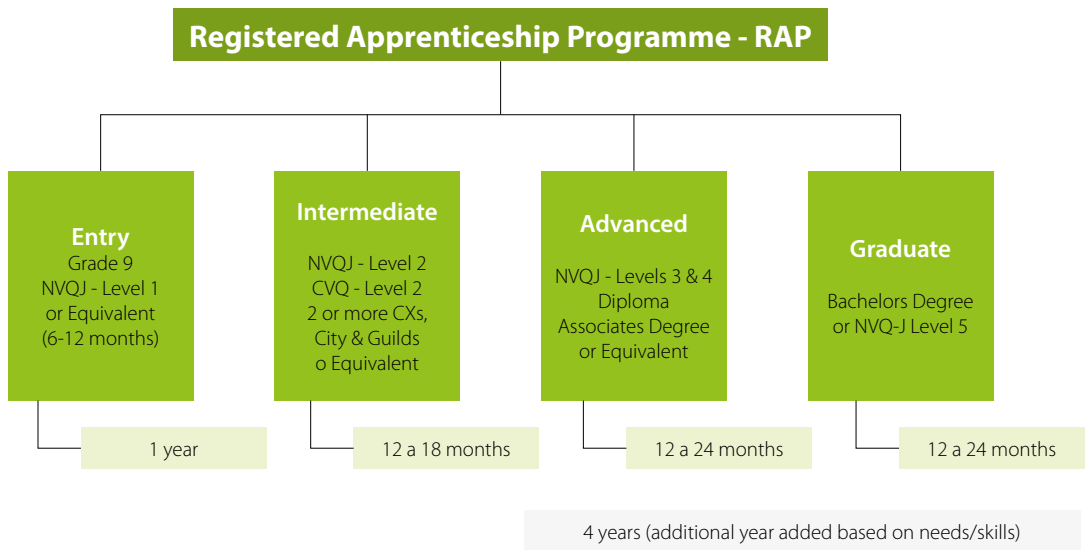 Registered Apprenticeship Programme - RAP
Entry
Grade 9
NVQJ - Level 1
or Equivalent
(6-12 months)
1 year
Intermediate
NVQJ - Level 2
CVQ - Level 2
2 or more CXs,
City & Guilds
o Equivalent
12 a 18 months
Advanced
NVQJ - Levels 3 & 4
Diploma
Associates Degree
or Equivalent
12 a 24 months
Graduate
Bachelors Degree
or NVQ-J Level 5
12 a 24 months
4 years (additional year added based on needs/skills)